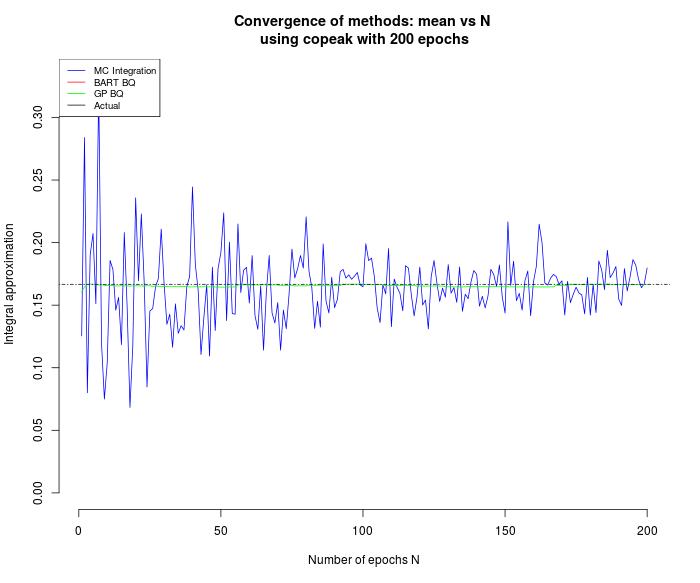 Convergence of methods: mean vs N
using copeak with 200 epochs
MC Integration
BART BQ
GP BQ
Actual
Integral approximation
0.30
0.25
0.20
0.15
0.10
0.05
0.00
0 50 100 150 200
Number of epochs N